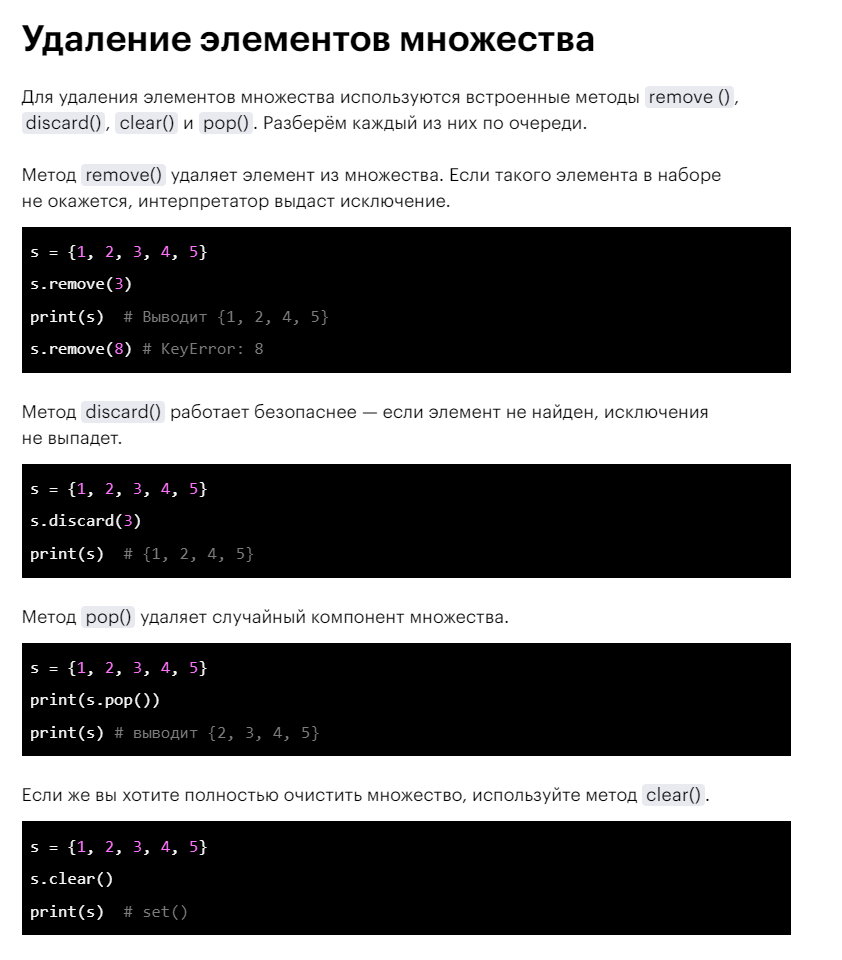 Удаление элементов множества
Для удаления элементов множества используются встроенные методы remove (),
discard(), clear() и pop(). Разберём каждый из них по очереди.
Метод remove() удаляет элемент из множества. Если такого элемента в наборе
не окажется, интерпретатор выдаст исключение.
s = {1, 2, 3, 4, 5}
s.remove(3)
print(s)  # Выводит {1, 2, 4, 5}
s.remove(8) # KeyError: 8
Метод discard() работает безопаснее — если элемент не найден, исключения
не выпадет.
s = {1, 2, 3, 4, 5}
s.discard(3)
print(s)  # {1, 2, 4, 5}
Метод pop() удаляет случайный компонент множества.
s = {1, 2, 3, 4, 5}
print(s.pop())
print(s) # выводит {2, 3, 4, 5}
Если же вы хотите полностью очистить множество, используйте метод clear().
s = {1, 2, 3, 4, 5}
s.clear()
print(s)  # set()